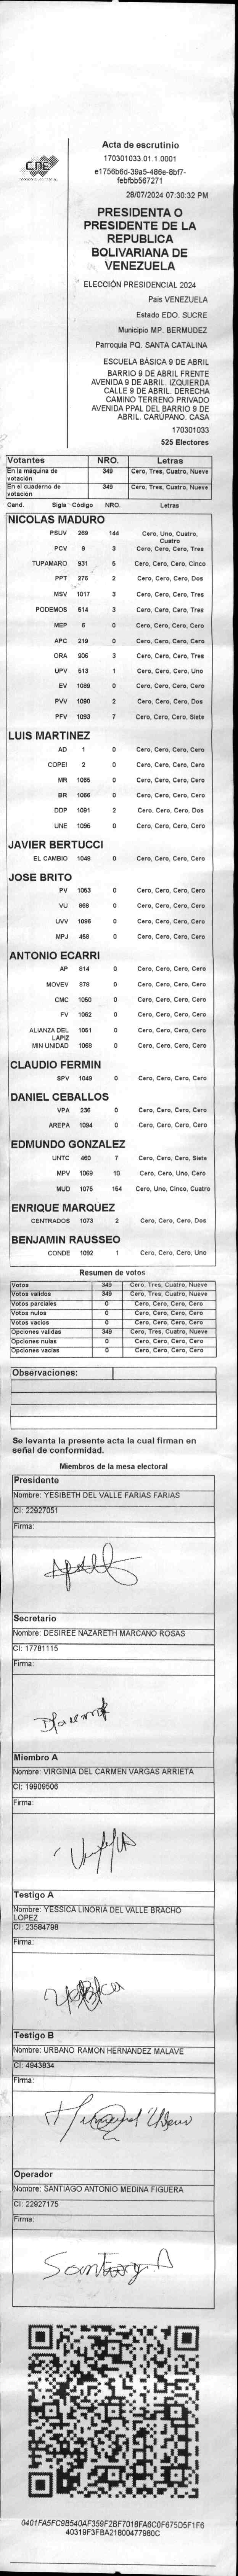 CNE
Acta de escrutinio
170301033.01.1.0001
e1756b6d-39a5-486e-8bf7-
febfbb567271
28/07/2024 07:30:32 PM
PRESIDENTA O
PRESIDENTE DE LA
REPUBLICA
BOLIVARIANA DE
VENEZUELA
ELECCIÓN PRESIDENCIAL 2024
Pais VENEZUELA
Estado EDO. SUCRE
Municipio MP. BERMUDEZ
Parroquia PQ. SANTA CATALINA
ESCUELA BÁSICA 9 DE ABRIL
BARRIO 9 DE ABRIL FRENTE
AVENIDA 9 DE ABRIL. IZQUIERDA
CALLE 9 DE ABRIL. DERECHA
CAMINO TERRENO PRIVADO
AVENIDA PPAL DEL BARRIO 9 DE
ABRIL. CARÚPANO. CASA
170301033
525 Electores
Votantes NRO. Letras
En la máquina de votación 349 Cero, Tres, Cuatro, Nueve
En el cuaderno de votación 349 Cero, Tres, Cuatro, Nueve
Cand. Sigla Código NRO. Letras
NICOLAS MADURO
PSUV 269 144 Cero, Uno, Cuatro, Cuatro
PCV 9 3 Cero, Cero, Cero, Tres
TUPAMARO 931 5 Cero, Cero, Cero, Cinco
PPT 276 2 Cero, Cero, Cero, Dos
MSV 1017 3 Cero, Cero, Cero, Tres
PODEMOS 514 3 Cero, Cero, Cero, Tres
MEP 6 0 Cero, Cero, Cero, Cero
APC 219 0 Cero, Cero, Cero, Cero
ORA 906 3 Cero, Cero, Cero, Tres
UPV 513 1 Cero, Cero, Cero, Uno
EV 1089 0 Cero, Cero, Cero, Cero
PVV 1090 2 Cero, Cero, Cero, Dos
PFV 1093 7 Cero, Cero, Cero, Siete
LUIS MARTINEZ
AD 1 0 Cero, Cero, Cero, Cero
COPEI 2 0 Cero, Cero, Cero, Cero
MR 1065 0 Cero, Cero, Cero, Cero
BR 1066 0 Cero, Cero, Cero, Cero
DDP 1091 2 Cero, Cero, Cero, Dos
UNE 1095 0 Cero, Cero, Cero, Cero
JAVIER BERTUCCI
EL CAMBIO 1048 0 Cero, Cero, Cero, Cero
JOSE BRITO
PV 1053 0 Cero, Cero, Cero, Cero
VU 868 0 Cero, Cero, Cero, Cero
UVV 1096 0 Cero, Cero, Cero, Cero
MPJ 458 0 Cero, Cero, Cero, Cero
ANTONIO ECARRI
AP 814 0 Cero, Cero, Cero, Cero
MOVEV 979 0 Cero, Cero, Cero, Cero
CMC 1050 0 Cero, Cero, Cero, Cero
FV 1062 0 Cero, Cero, Cero, Cero
ALIANZA DEL LAPIZ 1051 0 Cero, Cero, Cero, Cero
MIN UNIDAD 1068 0 Cero, Cero, Cero, Cero
CLAUDIO FERMIN
SPV 1049 0 Cero, Cero, Cero, Cero
DANIEL CEBALLOS
VPA 236 0 Cero, Cero, Cero, Cero
AREPA 1094 0 Cero, Cero, Cero, Cero
EDMUNDO GONZALEZ
UNTC 460 7 Cero, Cero, Cero, Siete
MPV 1069 10 Cero, Cero, Uno, Cero
MUD 1075 154 Cero, Uno, Cinco, Cuatro
ENRIQUE MARQUEZ
CENTRADOS 1073 2 Cero, Cero, Cero, Dos
BENJAMIN RAUSSEO
CONDE 1092 1 Cero, Cero, Cero, Uno
Resumen de votos
Votos 349 Cero, Tres, Cuatro, Nueve
Votos validos 349 Cero, Tres, Cuatro, Nueve
Votos parciales 0 Cero, Cero, Cero, Cero
Votos nulos 0 Cero, Cero, Cero, Cero
Votos vacios 0 Cero, Cero, Cero, Cero
Opciones validas 349 Cero, Tres, Cuatro, Nueve
Opciones nulas 0 Cero, Cero, Cero, Cero
Opciones vacias 0 Cero, Cero, Cero, Cero
Observaciones:
Se levanta la presente acta la cual firman en
señal de conformidad.
Miembros de la mesa electoral
Presidente
Nombre: YESIBETH DEL VALLE FARIAS FARIAS
CI: 22927051
Firma:
Secretario
Nombre: DESIREE NAZARETH MARCANO ROSAS
CI: 17781115
Firma:
Miembro A
Nombre: VIRGINIA DEL CARMEN VARGAS ARRIETA
CI: 19909506
Firma:
Testigo A
Nombre: YESSICA LINORIA DEL VALLE BRACHO
LOPEZ
CI: 23584798
Firma:
Testigo B
Nombre: URBANO RAMON HERNANDEZ MALAVE
CI: 4943834
Firma:
Operador
Nombre: SANTIAGO ANTONIO MEDINA FIGUERA
CI: 22927175
Firma:
0401FA5FC9B540AF359F2BF7018FA6C0F675D5F1F6
40319F3FBA21800477980C